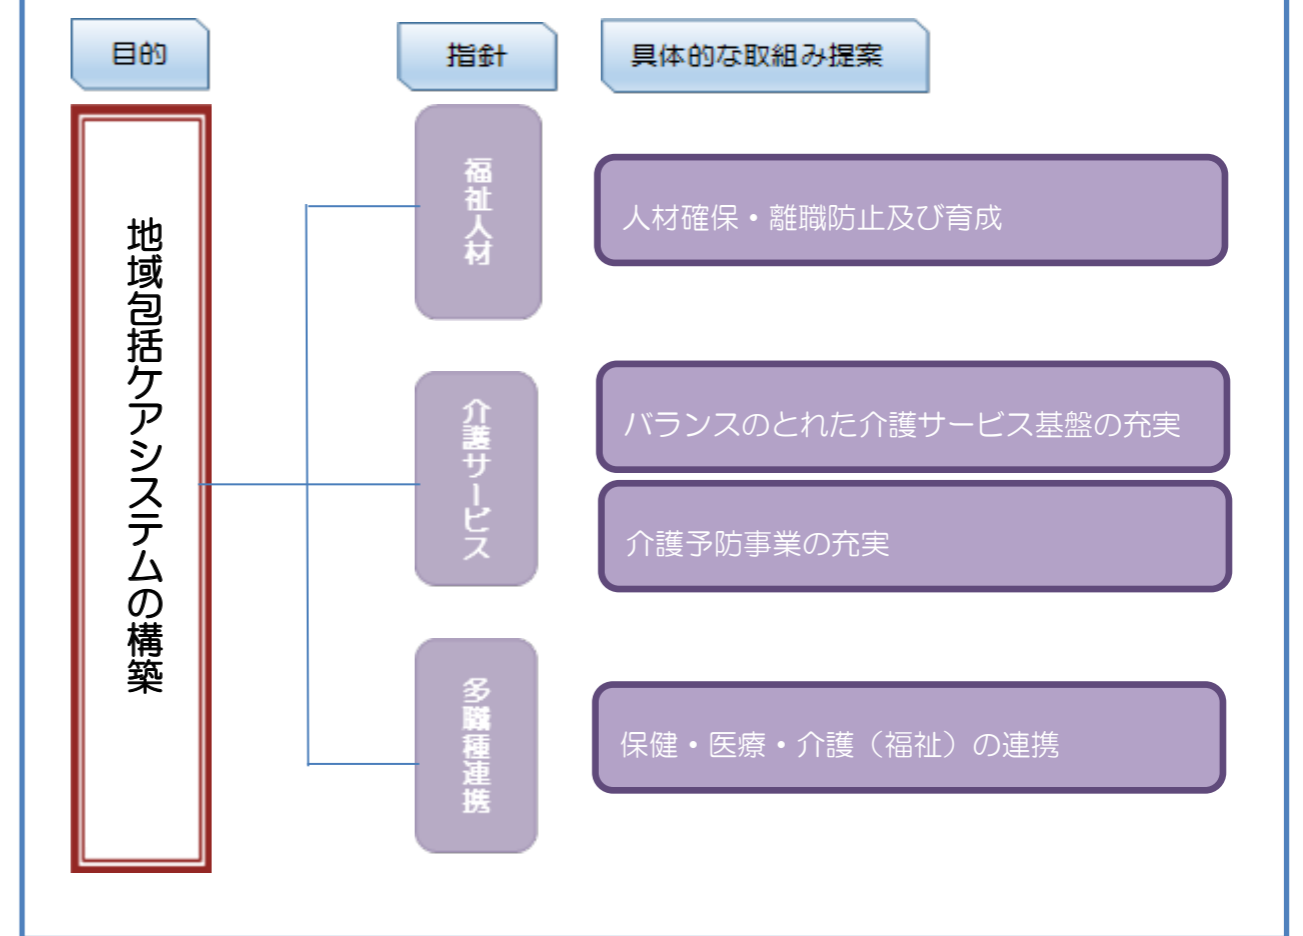 目的
指針
具体的な取組み提案
地域包括ケアシステムの構築
福祉人材
人材確保・離職防止及び育成
介護サービス
バランスのとれた介護サービス基盤の充実
介護予防事業の充実
多職種連携
保健・医療・介護（福祉）の連携